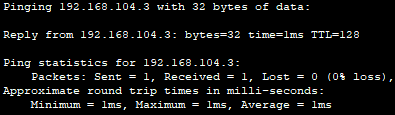 Pinging 192.168.104.3 with 32 bytes of data:
Reply from 192.168.104.3: bytes=32 time=1ms TTL=128
Ping statistics for 192.168.104.3:
Packets: Sent = 1, Received = 1, Lost = 0 (0% loss),
Approximate round trip times in milli-seconds:
Minimum = 1ms, Maximum = 1ms, Average = 1ms